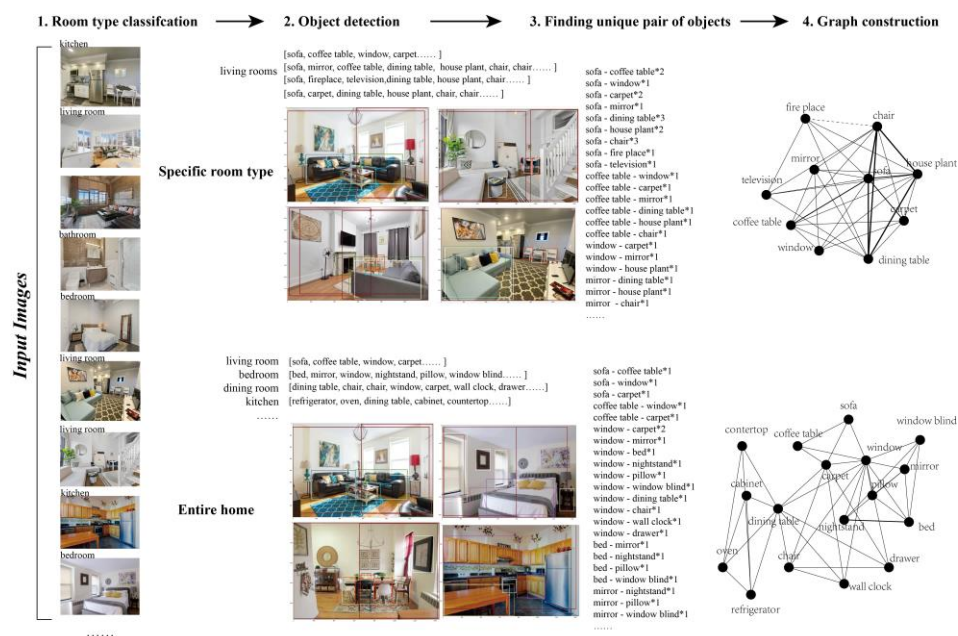 1. Room type classifcation
2. Object detection
3. Finding unique pair of objects
4. Graph construction
Input Images
kitchen
living room
bathroom
bedroom
living room
living room
kitchen
bedroom
……
living rooms
[sofa, coffee table, window, carpet…… ]
[sofa, mirror, coffee table, dining table,  house plant, chair, chair…… ]
[sofa, fireplace, television,dining table, house plant, chair…… ]
[sofa, carpet, dining table, house plant, chair, chair…… ]
Specific room type
sofa - coffee table*2
sofa - window*1
sofa - carpet*2
sofa - mirror*1
sofa - dining table*3
sofa - house plant*2
sofa - chair*3
sofa - fire place*1
sofa - television*1
coffee table - window*1
coffee table - carpet*1
coffee table - mirror*1
coffee table - dining table*1
coffee table - house plant*1
coffee table - chair*1
window - carpet*1
window - mirror*1
window - house plant*1
mirror - dining table*1
mirror - house plant*1
mirror  - chair*1
……
fire place
chair
mirror
house plant
sofa
television
carpet
coffee table
window
dining table
living room
[sofa, coffee table, window, carpet…… ]
bedroom
[bed, mirror, window, nightstand, pillow, window blind…… ]
dining room
[dining table, chair, chair, window, carpet, wall clock, drawer……]
kitchen
[refrigerator, oven, dining table, cabinet, countertop……]
……
Entire home
sofa - coffee table*1
sofa - window*1
sofa - carpet*1
coffee table - window*1
coffee table - carpet*1
window - carpet*2
window - mirror*1
window - bed*1
window - nightstand*1
window - pillow*1
window - window blind*1
window - dining table*1
window - chair*1
window - wall clock*1
window - drawer*1
bed - mirror*1
bed - nightstand*1
bed - pillow*1
bed - window blind*1
mirror - nightstand*1
mirror - pillow*1
mirror - window blind*1
……
sofa
window blind
contertop
coffee table
window
mirror
carpet
cabinet
pillow
dining table
nightstand
bed
oven
chair
drawer
wall clock
refrigerator